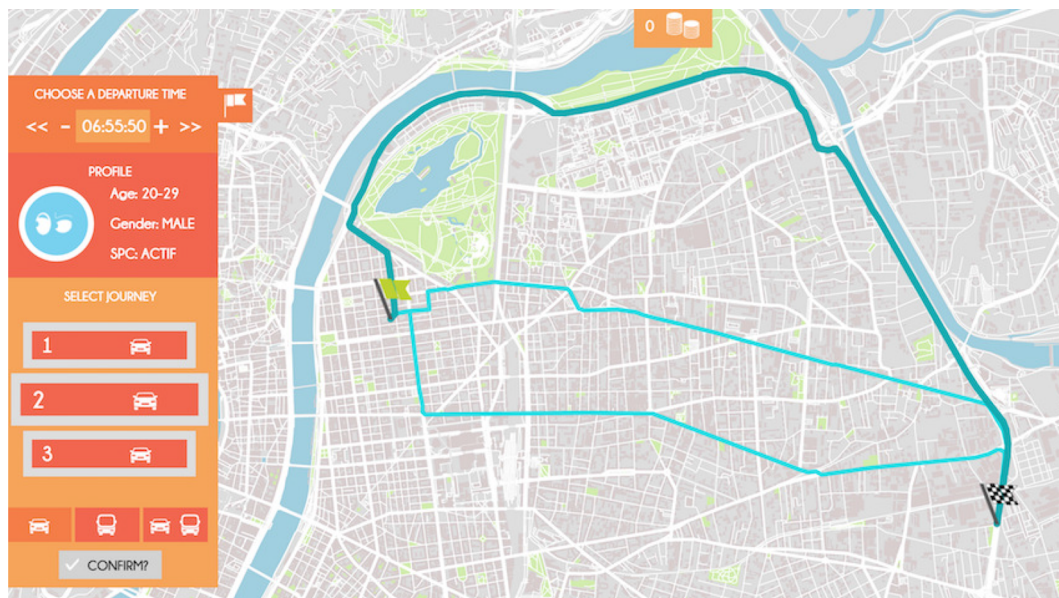 0
CHOOSE A DEPARTURE TIME
<< - 06:55:50 + >>
PROFILE
Age: 20-29
Gender: MALE
SPC: ACTIF
SELECT JOURNEY
1
2
3
CONFIRM?